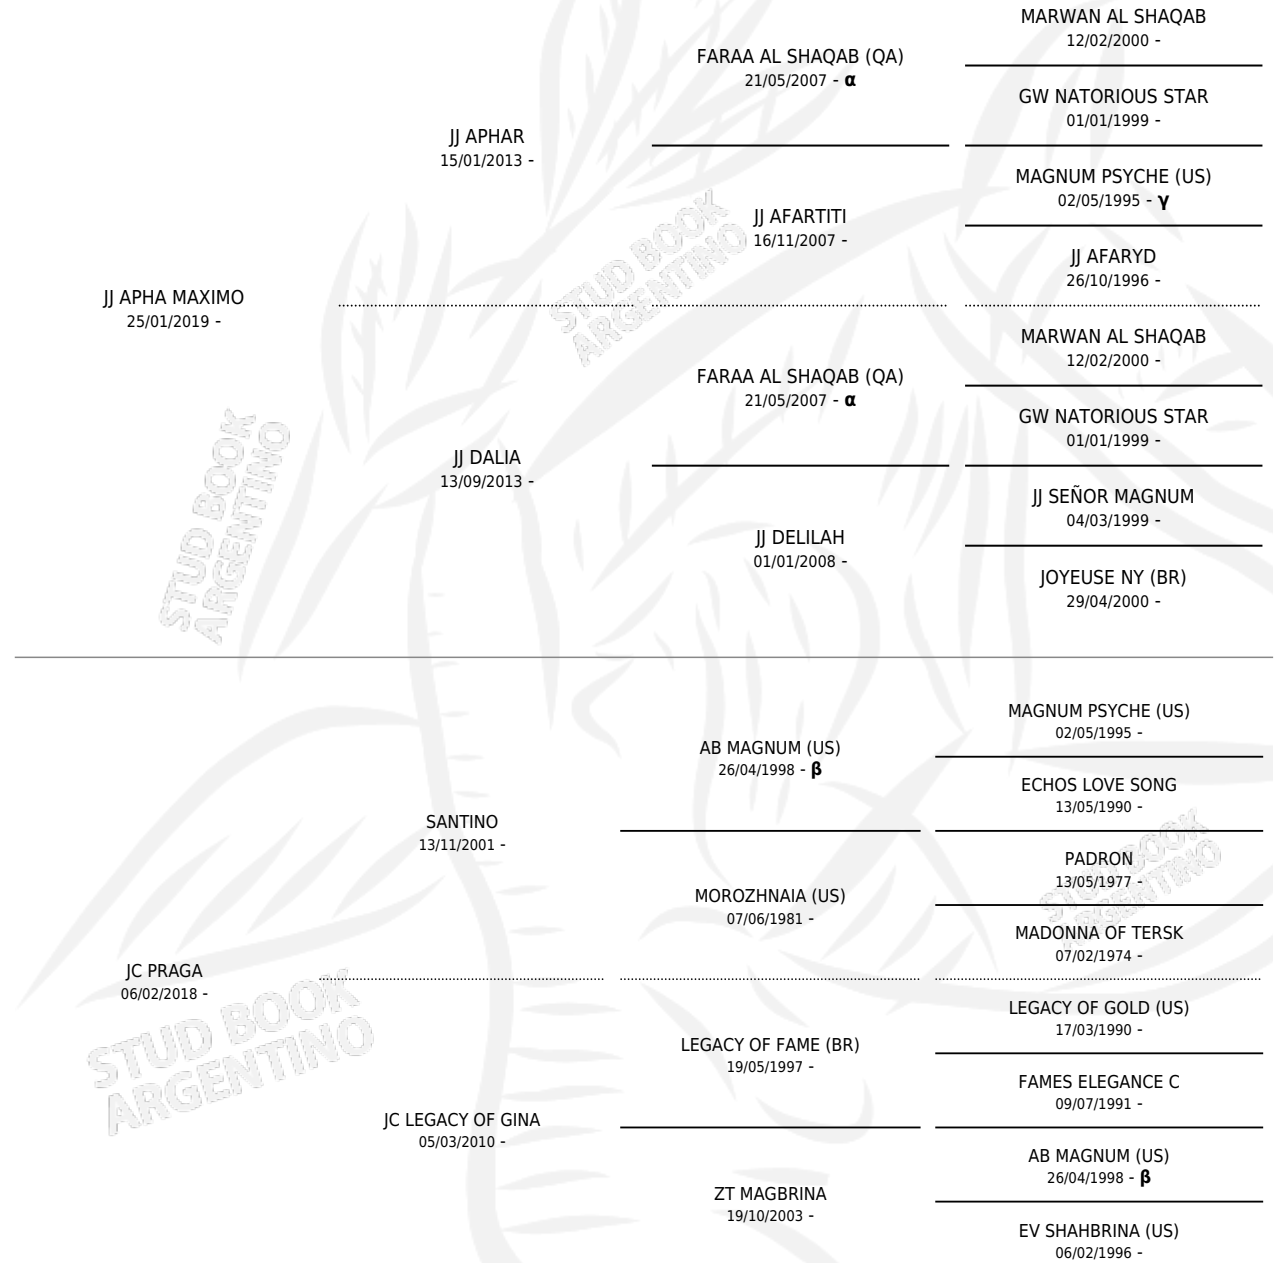 MARWAN AL SHAQAB
12/02/2000 -
FARAA AL SHAQAB (QA)
21/05/2007 - α
GW NATORIOUS STAR
01/01/1999 -
JJ APHAR
15/01/2013 -
MAGNUM PSYCHE (US)
02/05/1995 - γ
JJ AFARTITI
16/11/2007 -
JJ AFARYD
26/10/1996 -
JJ APHA MAXIMO
25/01/2019 -
MARWAN AL SHAQAB
12/02/2000 -
FARAA AL SHAQAB (QA)
21/05/2007 - α
GW NATORIOUS STAR
01/01/1999 -
JJ DALIA
13/09/2013 -
JJ SEÑOR MAGNUM
04/03/1999 -
JJ DELILAH
01/01/2008 -
JOYEUSE NY (BR)
29/04/2000 -
MAGNUM PSYCHE (US)
02/05/1995 -
AB MAGNUM (US)
26/04/1998 - β
ECHOS LOVE SONG
13/05/1990 -
SANTINO
13/11/2001 -
PADRON
13/05/1977 -
MOROZHNAIA (US)
07/06/1981 -
MADONNA OF TERSK
07/02/1974 -
JC PRAGA
06/02/2018 -
LEGACY OF GOLD (US)
17/03/1990 -
LEGACY OF FAME (BR)
19/05/1997 -
FAMES ELEGANCE C
09/07/1991 -
JC LEGACY OF GINA
05/03/2010 -
AB MAGNUM (US)
26/04/1998 - β
ZT MAGBRINA
19/10/2003 -
EV SHAHBRINA (US)
06/02/1996 -
STUD BOOK
ARGENTINO
STUD BOOK
ARGENTINO
STUD BOOK
ARGENTINO
STUD BOOK
ARGENTINO